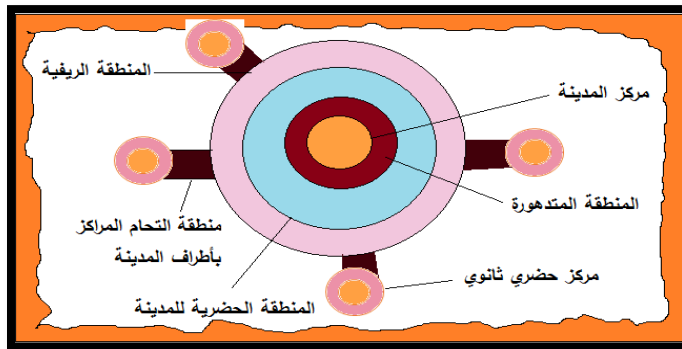 المنطقة الريفية
مركز المدينة
المنطقة المتدهورة
منطقة التحام المراكز
بأطراف المدينة
مركز حضري ثانوي
المنطقة الحضرية للمدينة